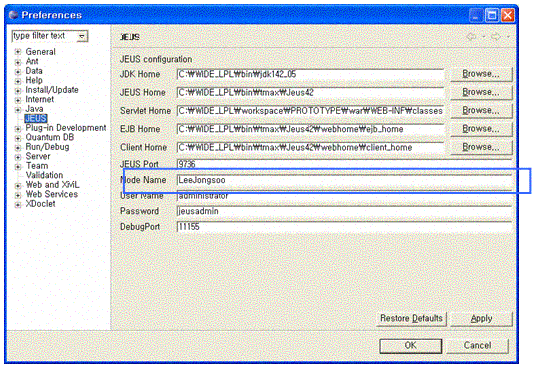 Preferences
type filter text
JEUS
General
Ant
Data
Help
Install/Update
Internet
Java
JEUS
Plug-in Development
Quantum DB
Run/Debug
Server
Team
Validation
Web and XML
Web Services
XDoclet
JEUS configuration
JDK Home C:₩WIDE_LPL₩bin₩jdk142_05 Browse...
JEUS Home C:₩WIDE_LPL₩bin₩tmax₩Jeus42 Browse...
Servlet Home C:₩WIDE_LPL₩workspace₩PROTOTYPE₩war₩WEB-INF₩classes Browse...
EJB Home C:₩WIDE_LPL₩bin₩tmax₩Jeus42₩webhome₩ejb_home Browse...
Client Home C:₩WIDE_LPL₩bin₩tmax₩Jeus42₩webhome₩client_home Browse...
JEUS Port 9736
Node Name LeeJongsoo
User Name administrator
Password jeusadmin
DebugPort 11155
Restore Defaults Apply
OK Cancel